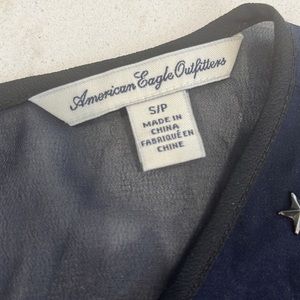 American Eagle Outfitters
S/P
MADE IN
CHINA
FABRIQUÉ EN
CHINE